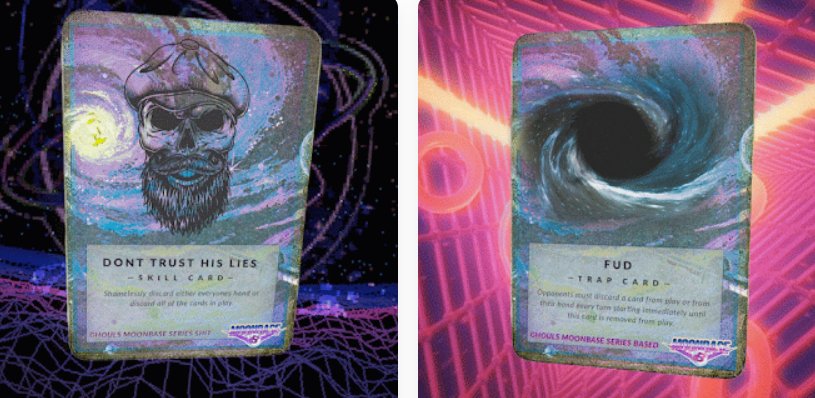 DONT TRUST HIS LIES
–SKILL CARD–
Shamelessly discard either everyones hand or
discard all of the cards in play
GHOULS MOONBASE SERIES SHIT
MOONBASE
FUD
–TRAP CARD–
Opponents must discard a card from play or from
their hand every turn starting immediately until
this card is removed from play.
GHOULS MOONBASE SERIES BASED
MOONBASE